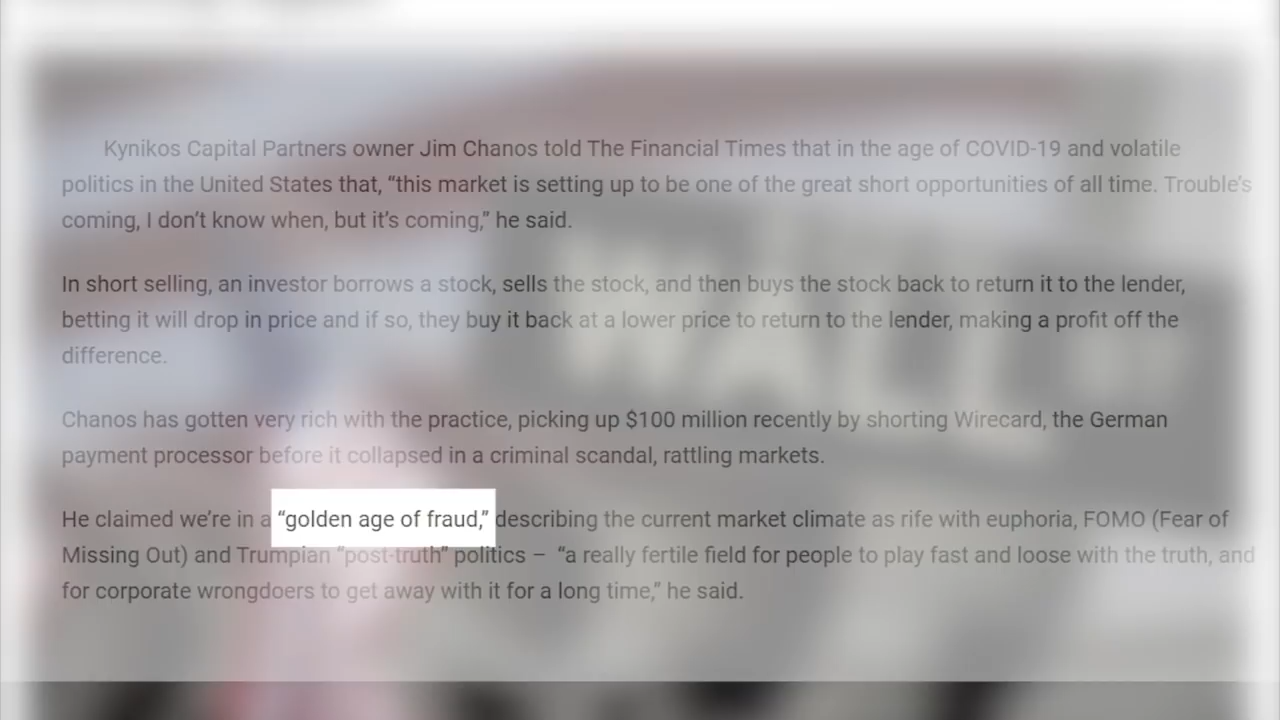 Kynikos Capital Partners owner Jim Chanos told The Financial Times that in the age of COVID-19 and volatile
politics in the United States that, “this market is setting up to be one of the great short opportunities of all time. Trouble’s
coming, I don’t know when, but it’s coming,” he said.
In short selling, an investor borrows a stock, sells the stock, and then buys the stock back to return it to the lender,
betting it will drop in price and if so, they buy it back at a lower price to return to the lender, making a profit off the
difference.
Chanos has gotten very rich with the practice, picking up $100 million recently by shorting Wirecard, the German
payment processor before it collapsed in a criminal scandal, rattling markets.
He claimed we’re in a “golden age of fraud,” describing the current market climate as rife with euphoria, FOMO (Fear of
Missing Out) and Trumpian “post-truth” politics – “a really fertile field for people to play fast and loose with the truth, and
for corporate wrongdoers to get away with it for a long time,” he said.
WALL